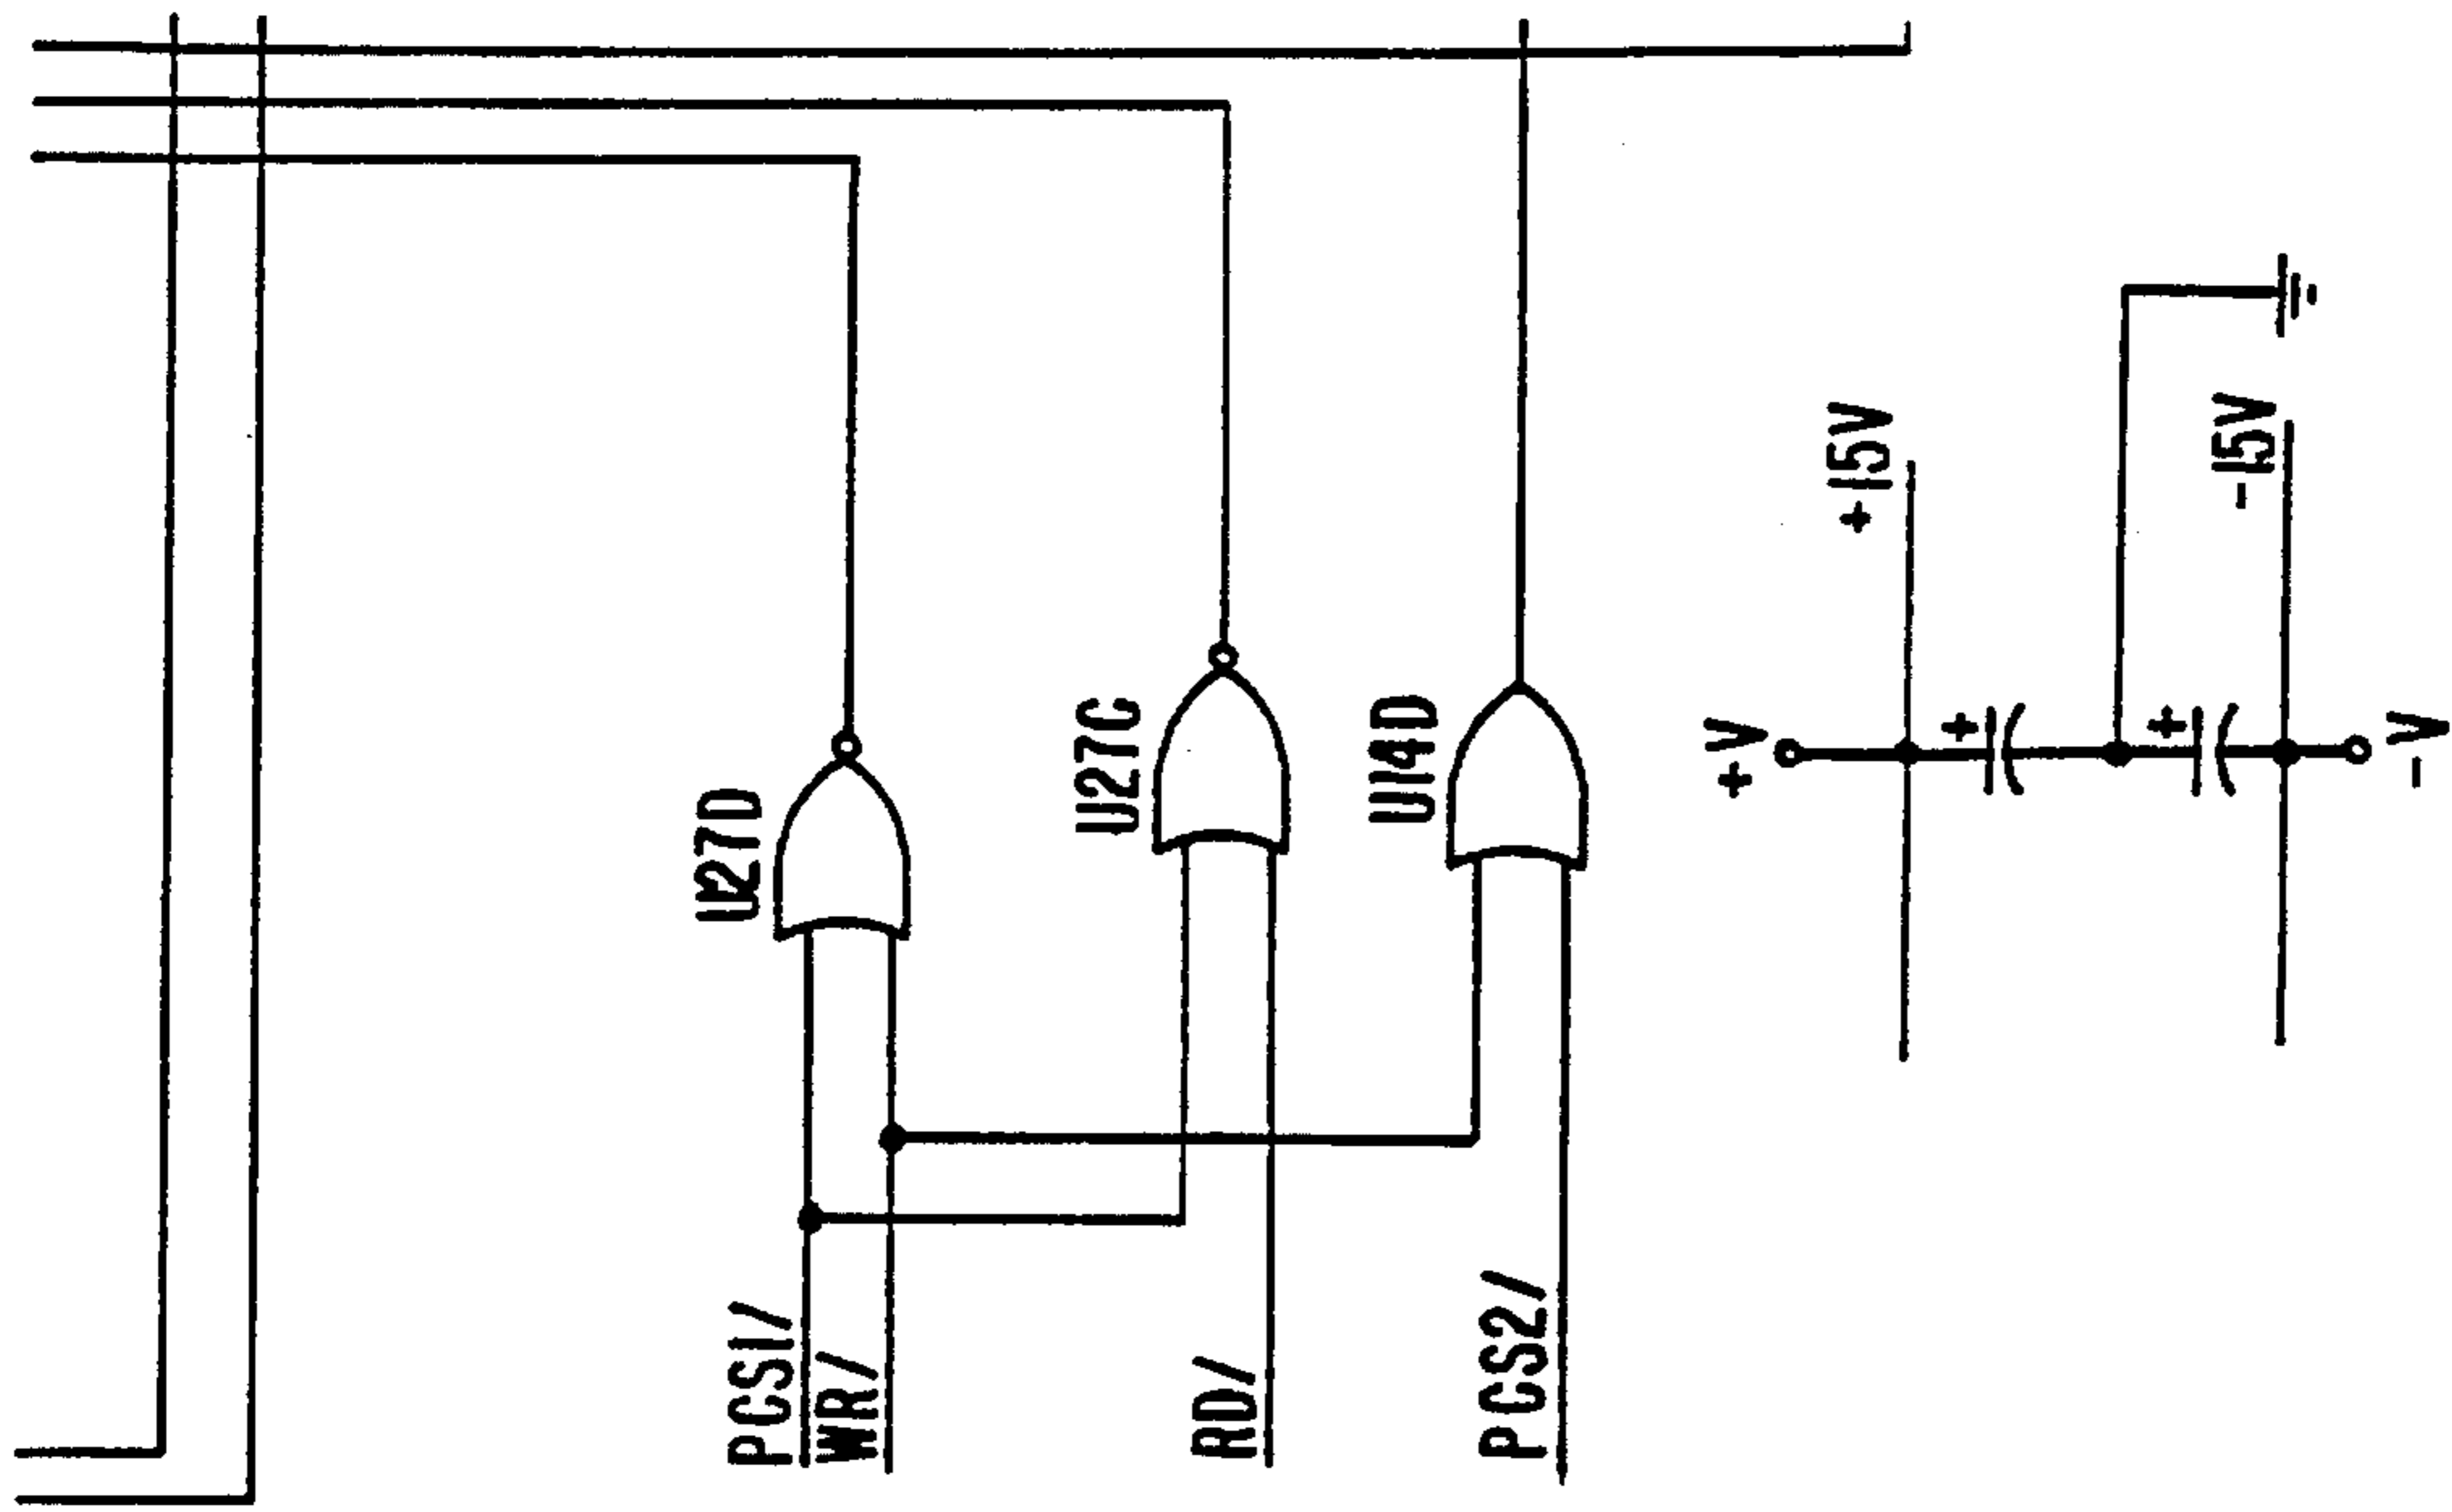 U27D
PCS1/
WR/
U27C
RD/
U14D
PCS2/
+V
+15V
+
+
-15V
-V